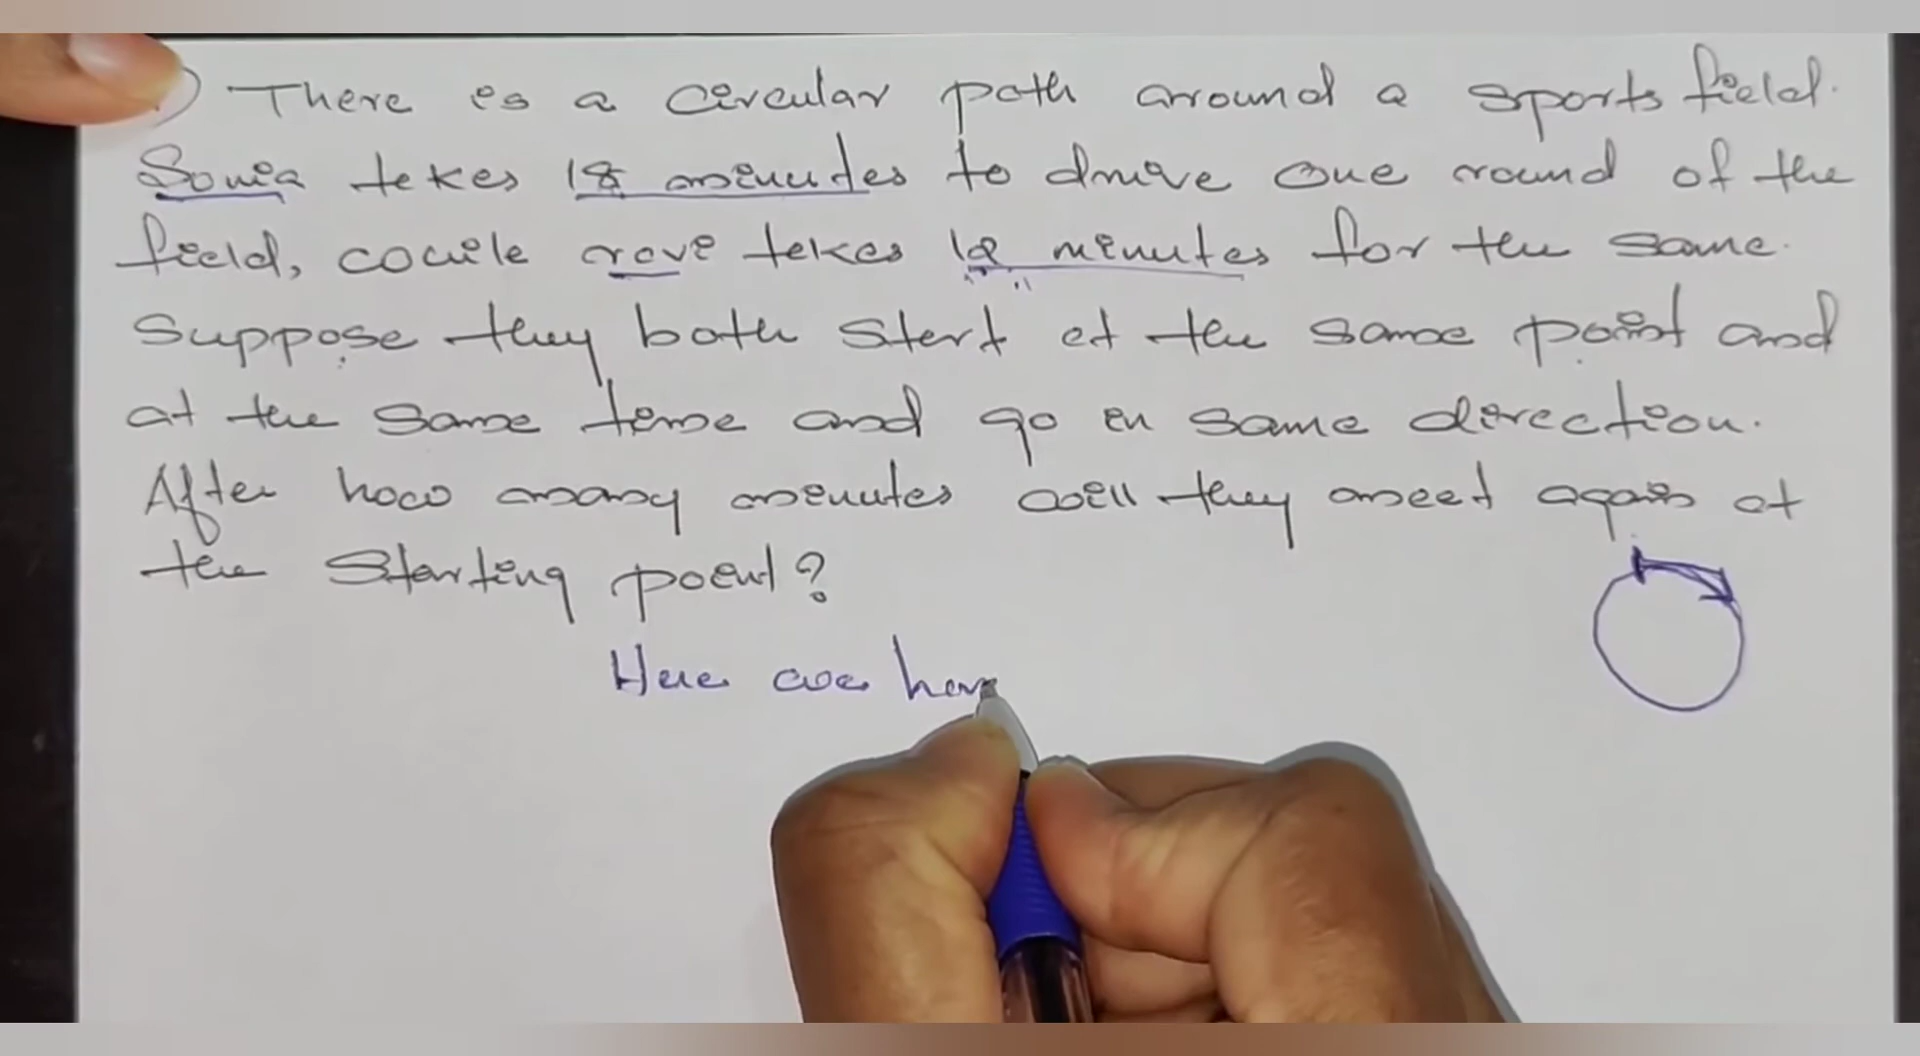 There is a circular path around a sports field.
Sonia takes 18 minutes to drive one round of the
field, while ravi takes 12 minutes for the same.
Suppose they both start at the same point and
at the same time and go in same direction.
After how many minutes will they meet again at
the starting point?
Here we hav